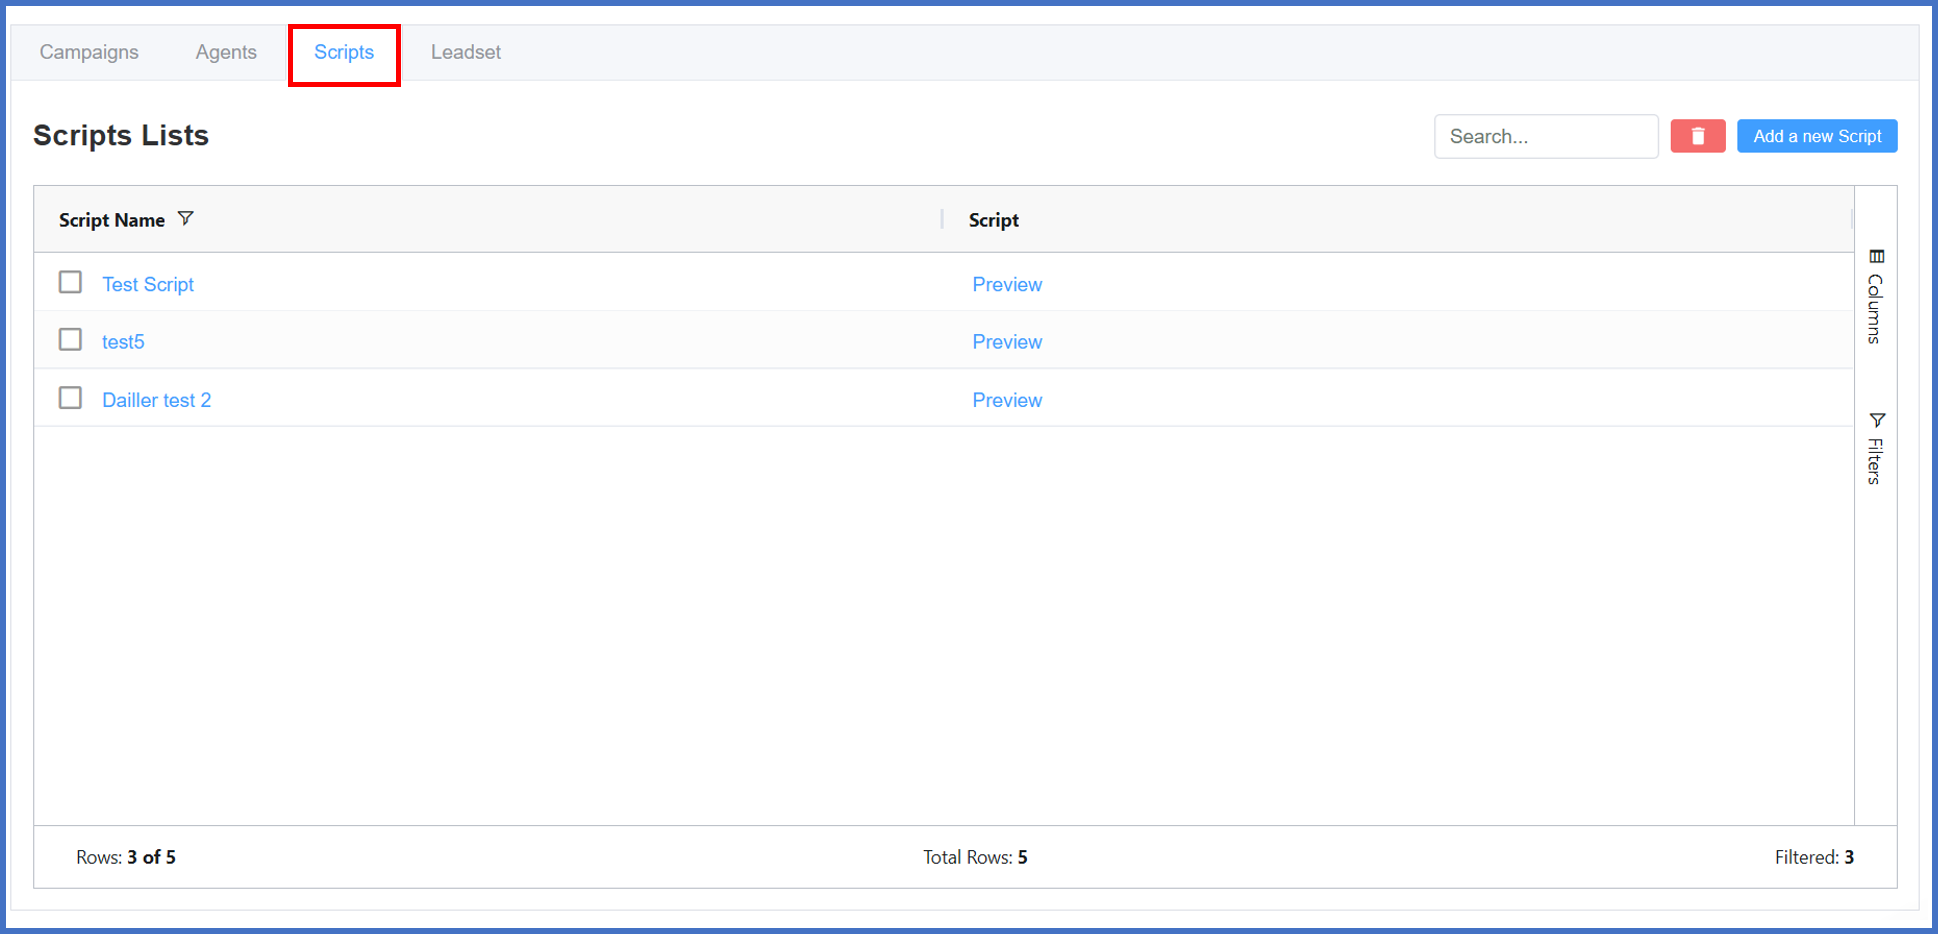 Campaigns Agents Scripts Leadset
Scripts Lists
Search... Add a new Script
Script Name Script
Test Script Preview
test5 Preview
Dailler test 2 Preview
Columns
Filters
Rows: 3 of 5 Total Rows: 5 Filtered: 3